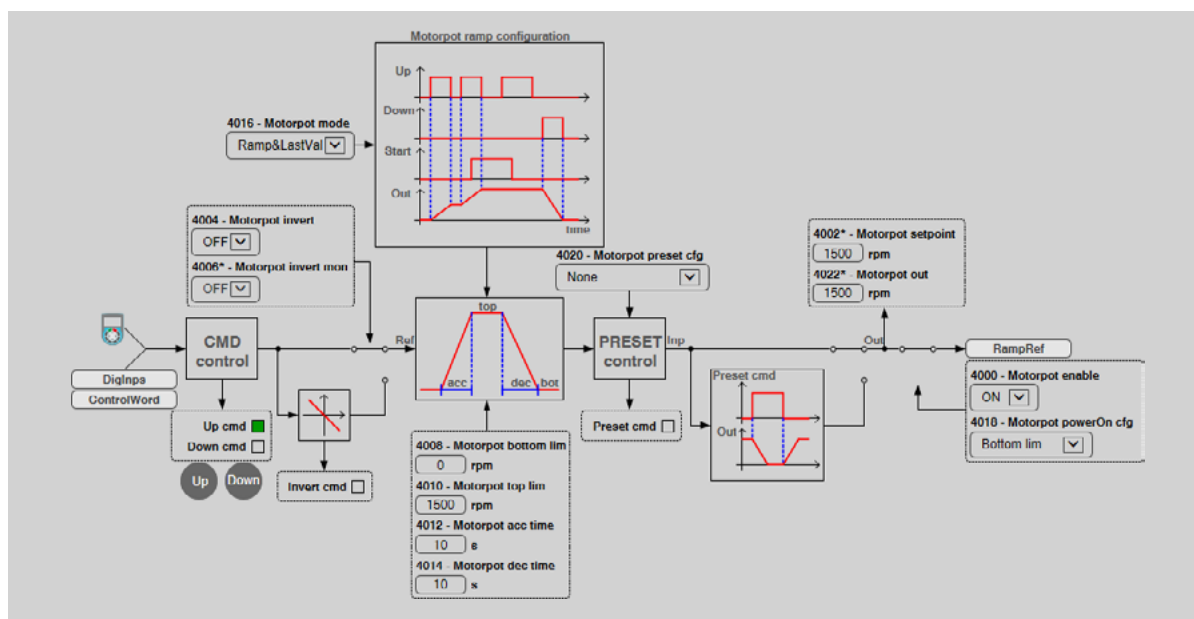 Motorpot ramp configuration
Up
Down
Start
Out
time
4016 - Motorpot mode
Ramp&LastVal
4004 - Motorpot invert
OFF
4006* - Motorpot invert mon
OFF
4020 - Motorpot preset cfg
None
4002* - Motorpot setpoint
1500 rpm
4022* - Motorpot out
1500 rpm
CMD
control
Ref
top
acc
dec
bot
PRESET
control
Inp
Out
RampRef
DigInps
ControlWord
Up cmd
Down cmd
Up
Down
Invert cmd
Preset cmd
Preset cmd
Out
4000 - Motorpot enable
ON
4018 - Motorpot powerOn cfg
Bottom lim
4008 - Motorpot bottom lim
0 rpm
4010 - Motorpot top lim
1500 rpm
4012 - Motorpot acc time
10 s
4014 - Motorpot dec time
10 s